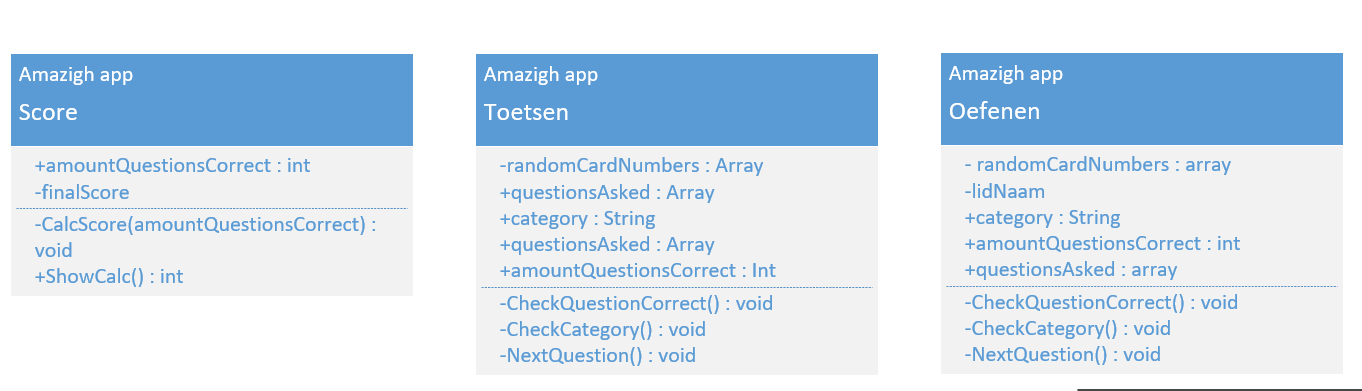 Amazigh app
Score
+amountQuestionsCorrect : int
-finalScore
-CalcScore(amountQuestionsCorrect) :
void
+ShowCalc() : int
Amazigh app
Toetsen
-randomCardNumbers : Array
+questionsAsked : Array
+category : String
+questionsAsked : Array
+amountQuestionsCorrect : Int
-CheckQuestionCorrect() : void
-CheckCategory() : void
-NextQuestion() : void
Amazigh app
Oefenen
- randomCardNumbers : array
-lidNaam
+category : String
+amountQuestionsCorrect : int
+questionsAsked : array
-CheckQuestionCorrect() : void
-CheckCategory() : void
-NextQuestion() : void